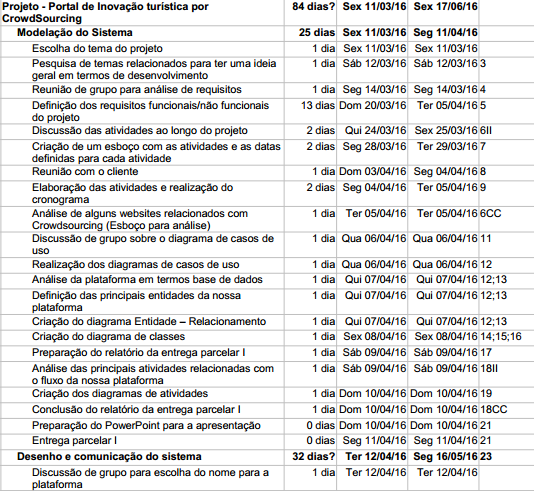 Projeto - Portal de Inovação turística por 84 dias? Sex 11/03/16 Sex 17/06/16
CrowdSourcing
Modelação do Sistema 25 dias Sex 11/03/16 Seg 11/04/16
Escolha do tema do projeto 1 dia Sex 11/03/16 Sex 11/03/16
Pesquisa de temas relacionados para ter uma ideia 1 dia Sáb 12/03/16 Sáb 12/03/16 3
geral em termos de desenvolvimento
Reunião de grupo para análise de requisitos 1 dia Seg 14/03/16 Seg 14/03/16 4
Definição dos requisitos funcionais/não funcionais 13 dias Dom 20/03/16 Ter 05/04/16 5
do projeto
Discussão das atividades ao longo do projeto 2 dias Qui 24/03/16 Sex 25/03/16 6II
Criação de um esboço com as atividades e as datas 2 dias Seg 28/03/16 Ter 29/03/16 7
definidas para cada atividade
Reunião com o cliente 1 dia Dom 03/04/16 Seg 04/04/16 8
Elaboração das atividades e realização do 2 dias Seg 04/04/16 Ter 05/04/16 9
cronograma
Análise de alguns websites relacionados com 1 dia Ter 05/04/16 Ter 05/04/16 6CC
Crowdsourcing (Esboço para análise)
Discussão de grupo sobre o diagrama de casos de 1 dia Qua 06/04/16 Qua 06/04/16 11
uso
Realização dos diagramas de casos de uso 1 dia Qua 06/04/16 Qua 06/04/16 12
Análise da plataforma em termos base de dados 1 dia Qui 07/04/16 Qui 07/04/16 12;13
Definição das principais entidades da nossa 1 dia Qui 07/04/16 Qui 07/04/16 12;13
plataforma
Criação do diagrama Entidade – Relacionamento 1 dia Qui 07/04/16 Qui 07/04/16 12;13
Criação do diagrama de classes 1 dia Sex 08/04/16 Sex 08/04/16 14;15;16
Preparação do relatório da entrega parcelar I 1 dia Sáb 09/04/16 Sáb 09/04/16 17
Análise das principais atividades relacionadas com 1 dia Sáb 09/04/16 Sáb 09/04/16 18II
o fluxo da nossa plataforma
Criação dos diagramas de atividades 1 dia Dom 10/04/16 Dom 10/04/16 19
Conclusão do relatório da entrega parcelar I 1 dia Dom 10/04/16 Dom 10/04/16 18CC
Preparação do PowerPoint para a apresentação 0 dias Dom 10/04/16 Dom 10/04/16 21
Entrega parcelar I 0 dias Seg 11/04/16 Seg 11/04/16 21
Desenho e comunicação do sistema 32 dias? Ter 12/04/16 Seg 16/05/16 23
Discussão de grupo para escolha do nome para a 1 dia Ter 12/04/16 Ter 12/04/16
plataforma